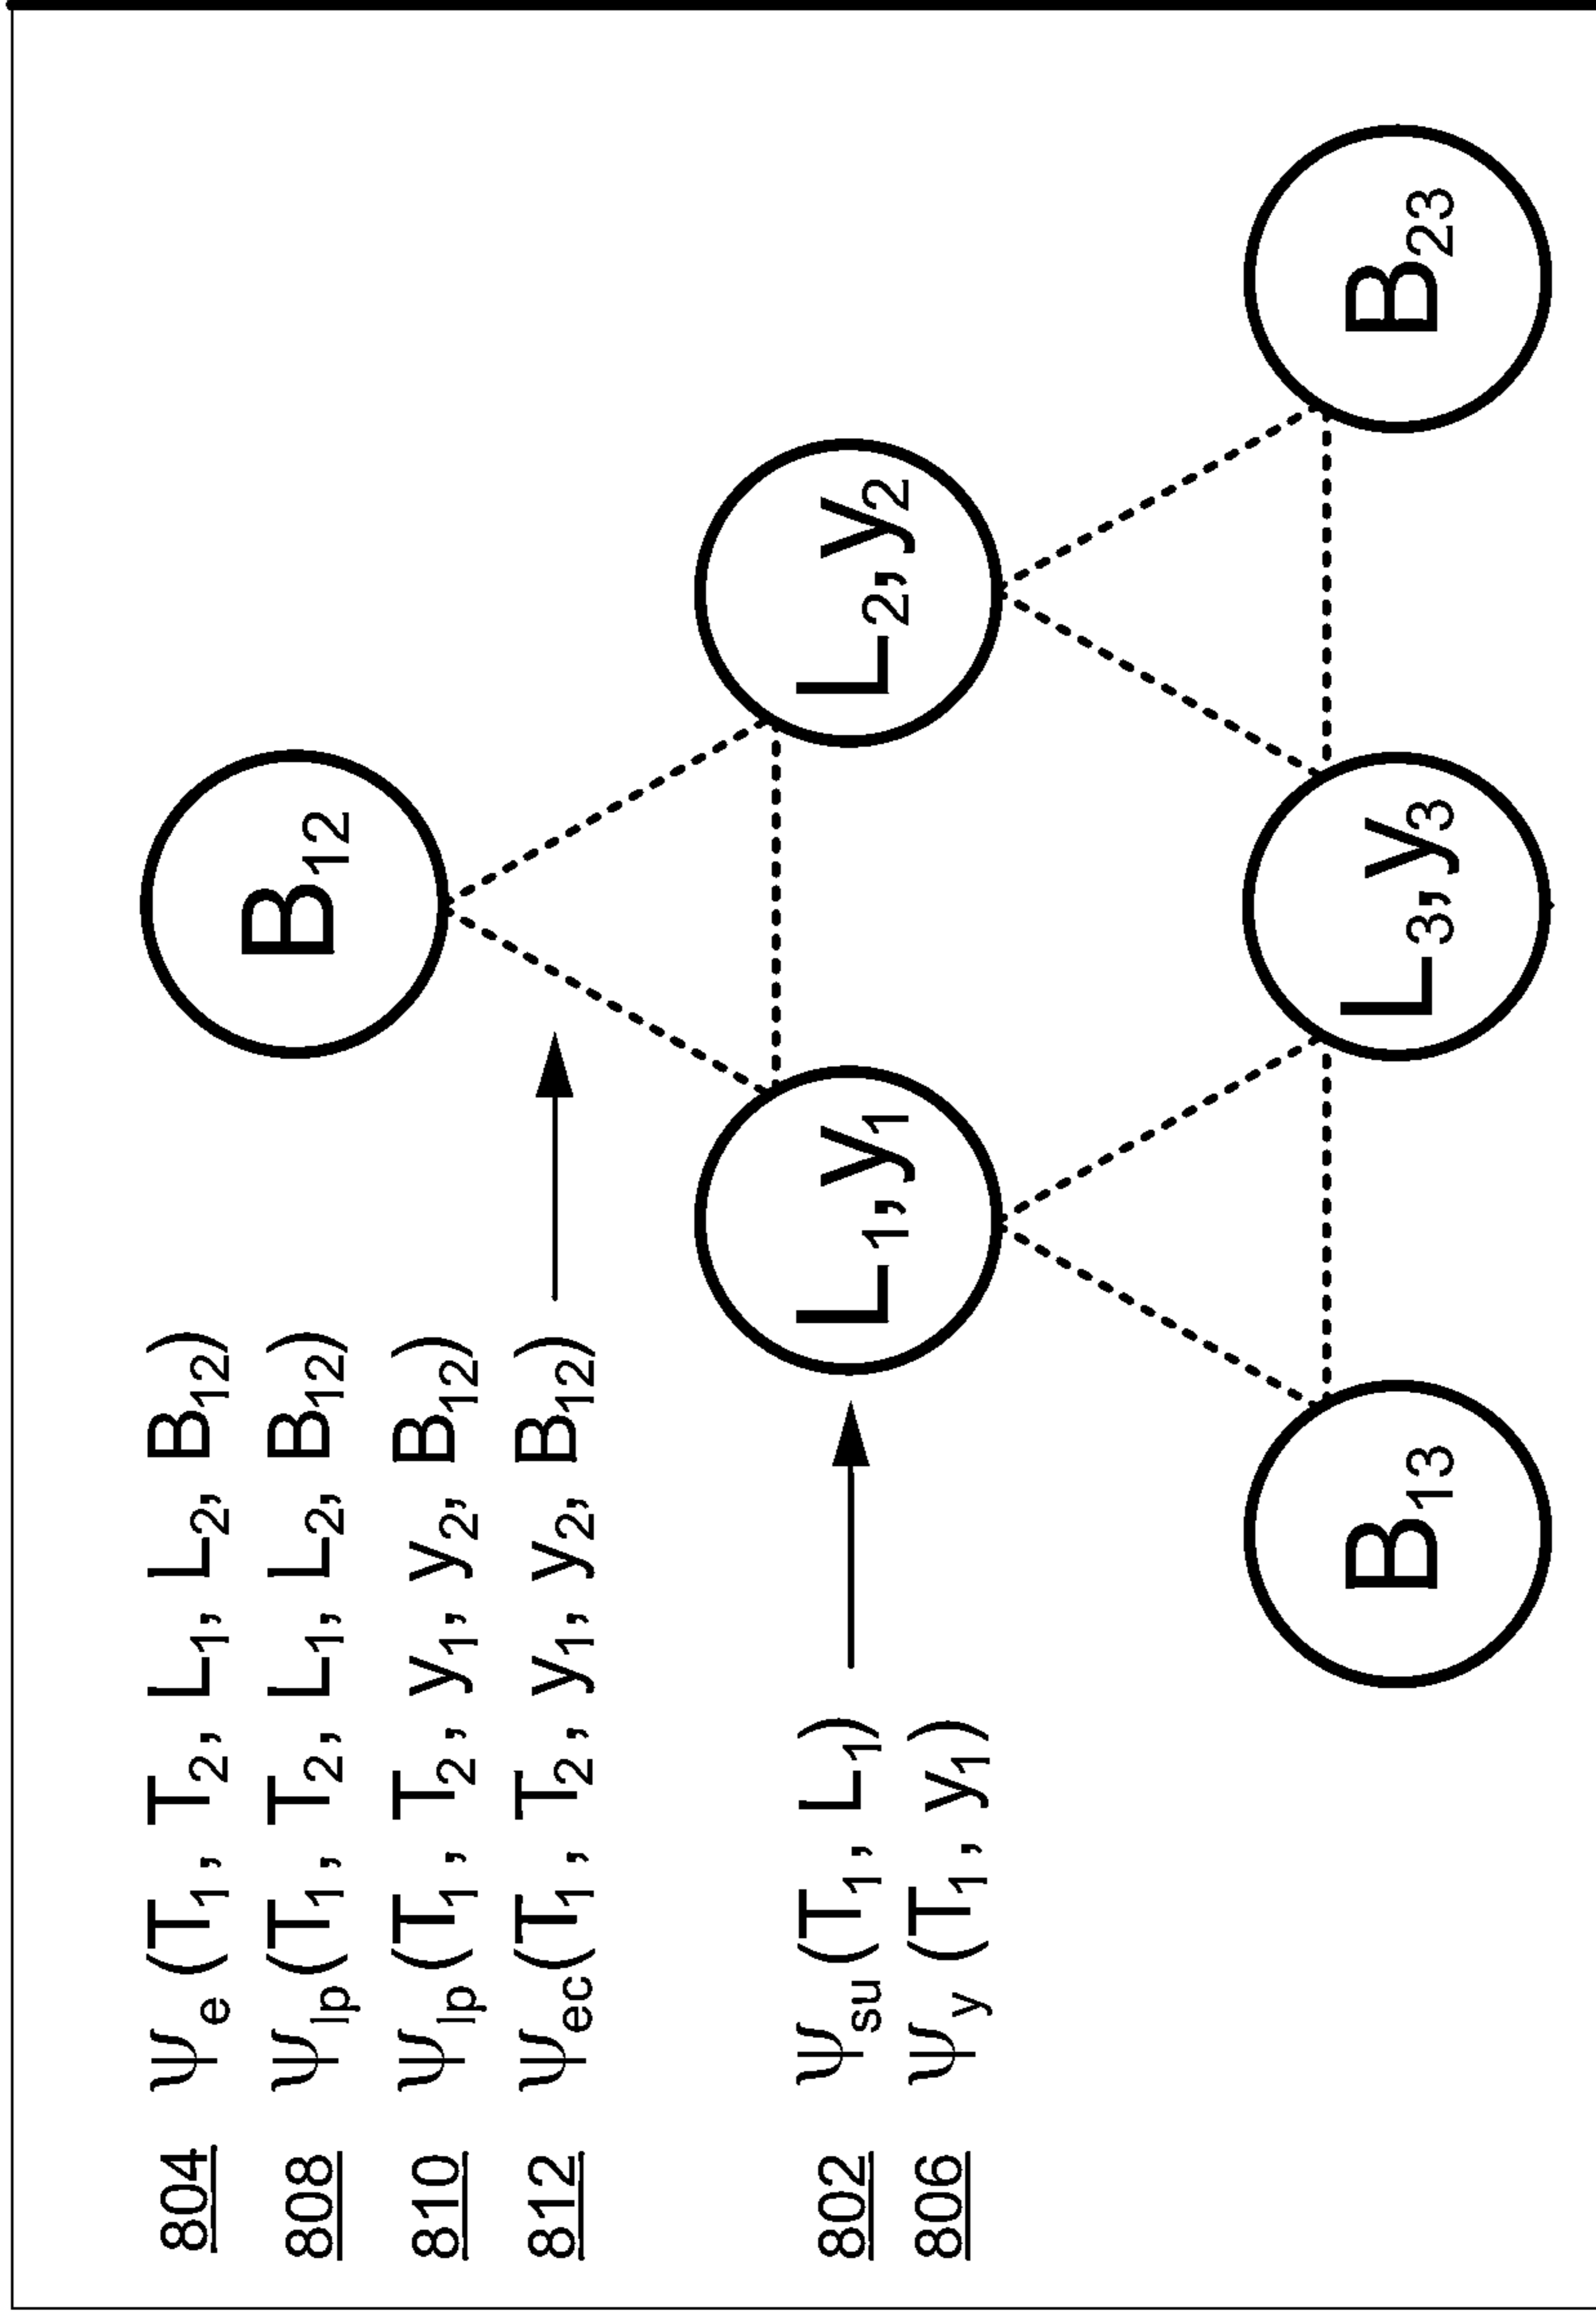 804 ψe (T1, T2, L1, L2, B12)
808 ψlp (T1, T2, L1, L2, B12)
810 ψlp (T1, T2, y1, y2, B12)
812 ψec (T1, T2, y1, y2, B12)
B12
802 ψsu (T1, L1)
806 ψy (T1, y1)
L1, y1
L2, y2
B13
L3, y3
B23